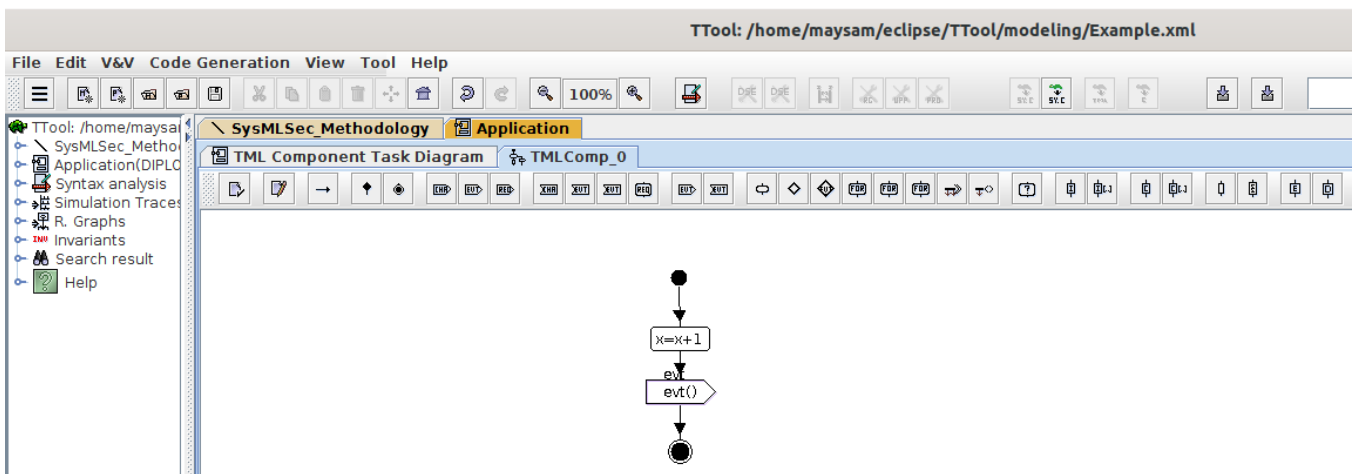 TTool: /home/maysam/eclipse/TTool/modeling/Example.xml
File Edit V&V Code Generation View Tool Help
100%
TTool: /home/maysa
SysMLSec_Metho
Application(DIPLO
Syntax analysis
Simulation Traces
R. Graphs
INV Invariants
Search result
? Help
SysMLSec_Methodology Application
TML Component Task Diagram TMLComp_0
x=x+1
evt
evt()